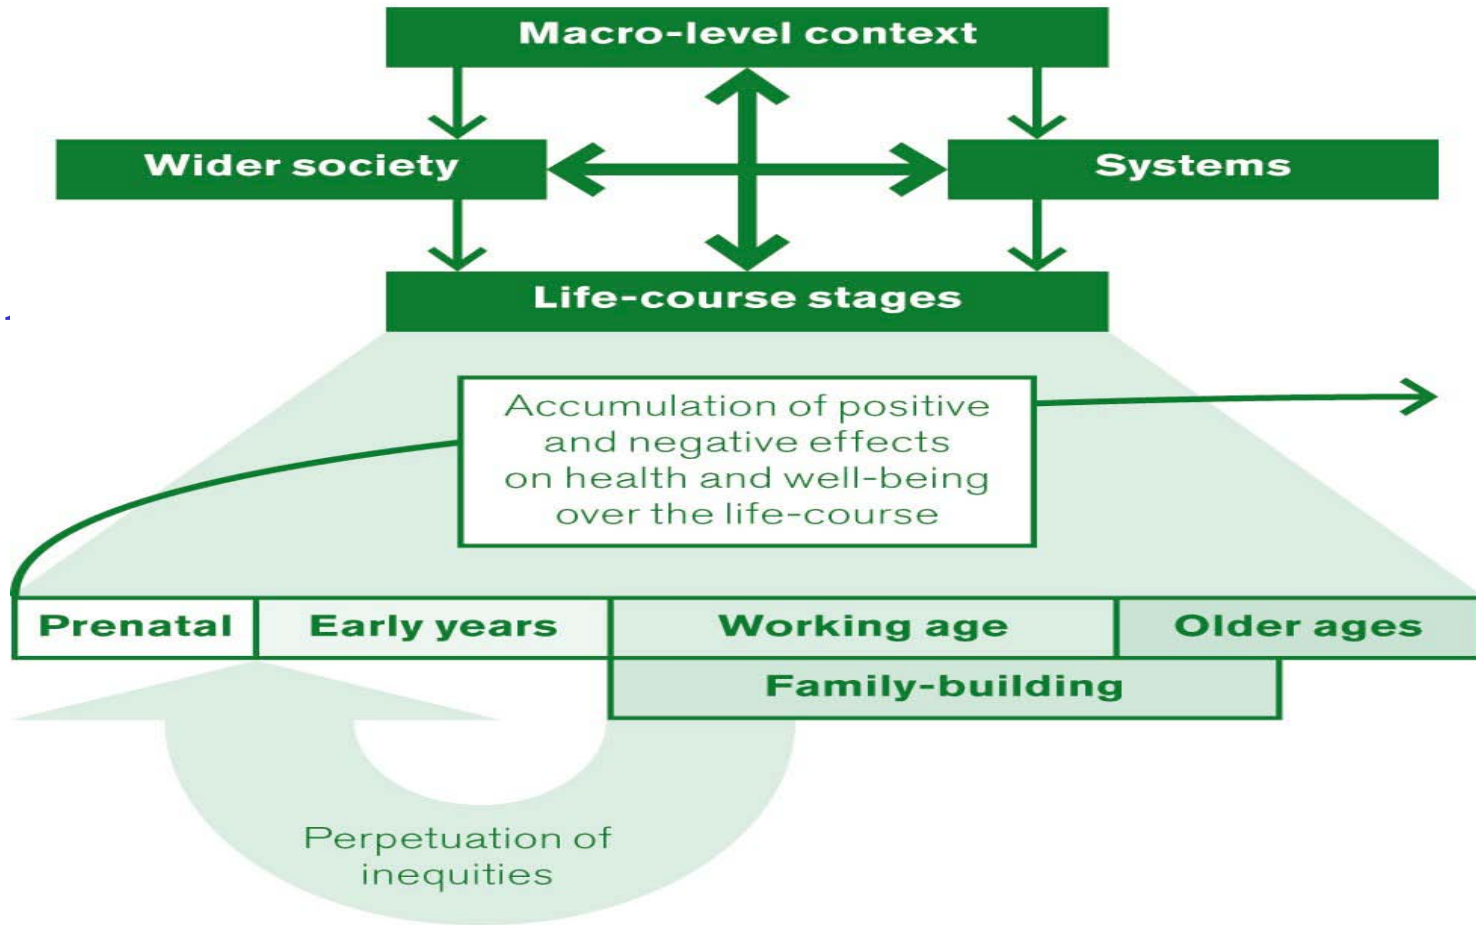 Macro-level context
Wider society
Systems
Life-course stages
Accumulation of positive
and negative effects
on health and well-being
over the life-course
Prenatal
Early years
Working age
Older ages
Family-building
Perpetuation of
inequities